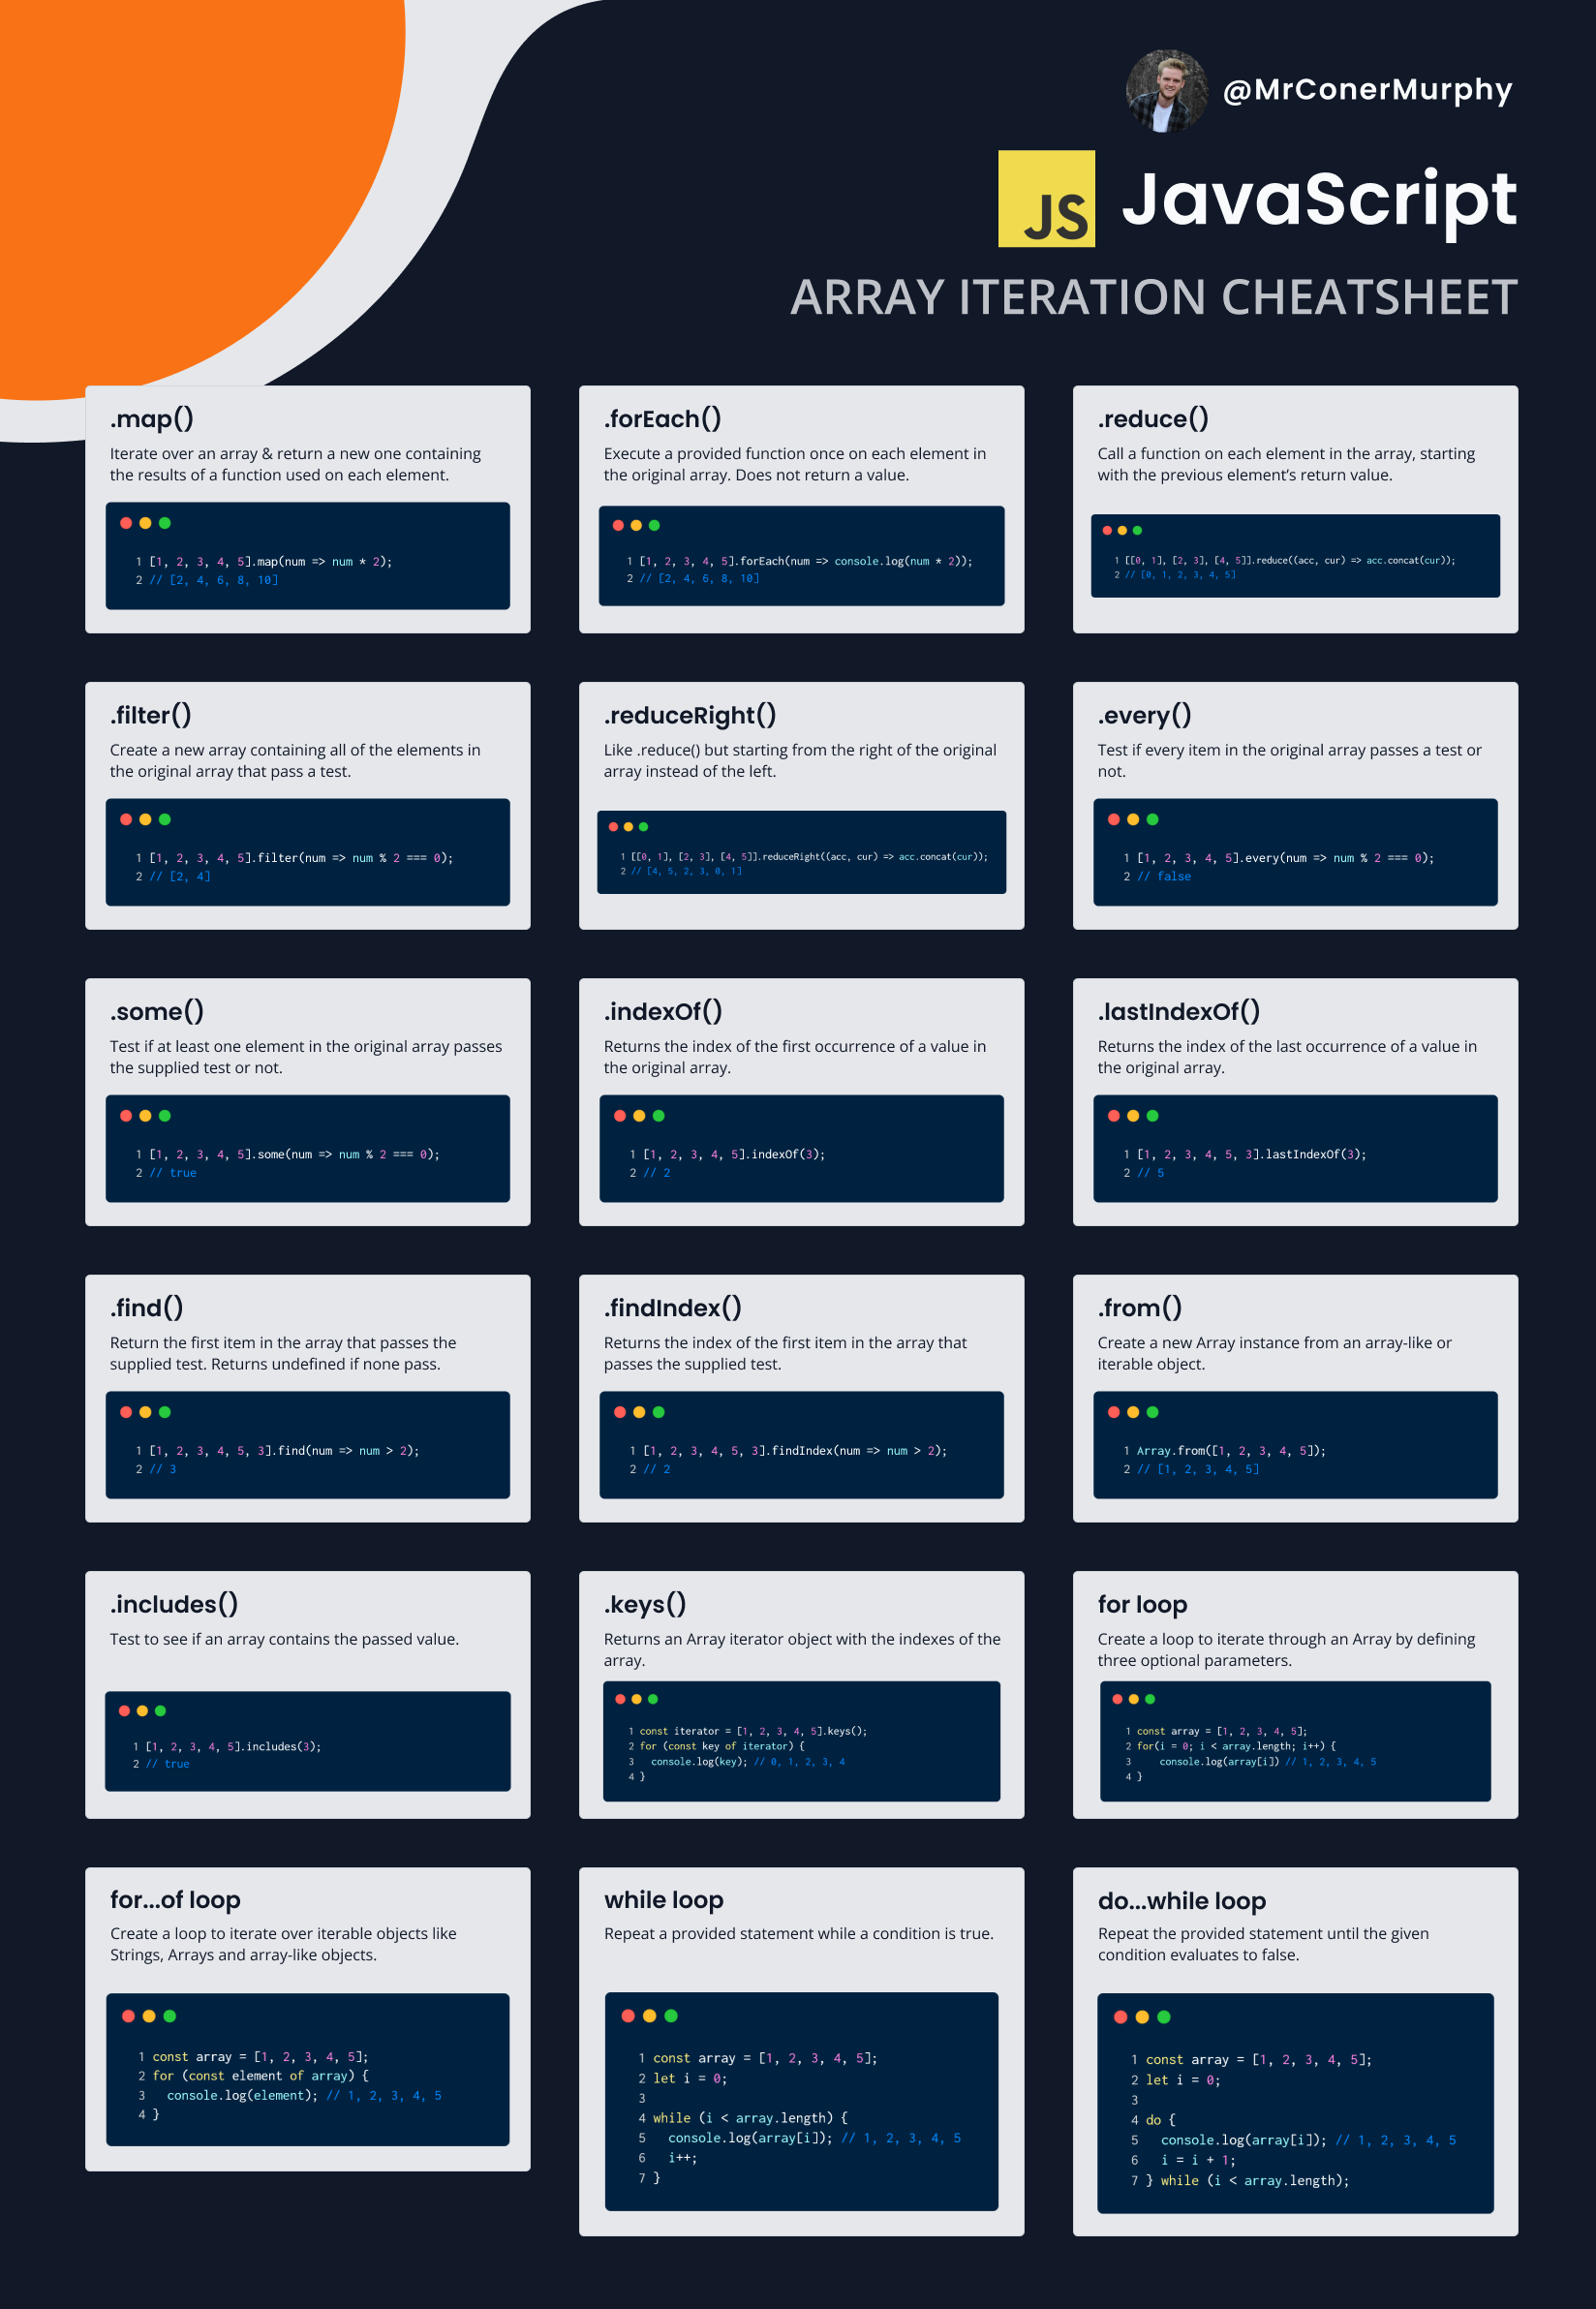 @MrConerMurphy
JS JavaScript
ARRAY ITERATION CHEATSHEET
.map()
Iterate over an array & return a new one containing
the results of a function used on each element.
1 [1, 2, 3, 4, 5].map(num => num * 2);
2 // [2, 4, 6, 8, 10]
.forEach()
Execute a provided function once on each element in
the original array. Does not return a value.
1 [1, 2, 3, 4, 5].forEach(num => console.log(num * 2));
2 // [2, 4, 6, 8, 10]
.reduce()
Call a function on each element in the array, starting
with the previous element’s return value.
1 [[0, 1], [2, 3], [4, 5]].reduce((acc, cur) => acc.concat(cur));
2 // [0, 1, 2, 3, 4, 5]
.filter()
Create a new array containing all of the elements in
the original array that pass a test.
1 [1, 2, 3, 4, 5].filter(num => num % 2 === 0);
2 // [2, 4]
.reduceRight()
Like .reduce() but starting from the right of the original
array instead of the left.
1 [[0, 1], [2, 3], [4, 5]].reduceRight((acc, cur) => acc.concat(cur));
2 // [4, 5, 2, 3, 0, 1]
.every()
Test if every item in the original array passes a test or
not.
1 [1, 2, 3, 4, 5].every(num => num % 2 === 0);
2 // false
.some()
Test if at least one element in the original array passes
the supplied test or not.
1 [1, 2, 3, 4, 5].some(num => num % 2 === 0);
2 // true
.indexOf()
Returns the index of the first occurrence of a value in
the original array.
1 [1, 2, 3, 4, 5].indexOf(3);
2 // 2
.lastIndexOf()
Returns the index of the last occurrence of a value in
the original array.
1 [1, 2, 3, 4, 5, 3].lastIndexOf(3);
2 // 5
.find()
Return the first item in the array that passes the
supplied test. Returns undefined if none pass.
1 [1, 2, 3, 4, 5, 3].find(num => num > 2);
2 // 3
.findIndex()
Returns the index of the first item in the array that
passes the supplied test.
1 [1, 2, 3, 4, 5, 3].findIndex(num => num > 2);
2 // 2
.from()
Create a new Array instance from an array-like or
iterable object.
1 Array.from([1, 2, 3, 4, 5]);
2 // [1, 2, 3, 4, 5]
.includes()
Test to see if an array contains the passed value.
1 [1, 2, 3, 4, 5].includes(3);
2 // true
.keys()
Returns an Array iterator object with the indexes of the
array.
1 const iterator = [1, 2, 3, 4, 5].keys();
2 for (const key of iterator) {
3   console.log(key); // 0, 1, 2, 3, 4
4 }
for loop
Create a loop to iterate through an Array by defining
three optional parameters.
1 const array = [1, 2, 3, 4, 5];
2 for(i = 0; i < array.length; i++) {
3     console.log(array[i]) // 1, 2, 3, 4, 5
4 }
for...of loop
Create a loop to iterate over iterable objects like
Strings, Arrays and array-like objects.
1 const array = [1, 2, 3, 4, 5];
2 for (const element of array) {
3   console.log(element); // 1, 2, 3, 4, 5
4 }
while loop
Repeat a provided statement while a condition is true.
1 const array = [1, 2, 3, 4, 5];
2 let i = 0;
3
4 while (i < array.length) {
5   console.log(array[i]); // 1, 2, 3, 4, 5
6   i++;
7 }
do...while loop
Repeat the provided statement until the given
condition evaluates to false.
1 const array = [1, 2, 3, 4, 5];
2 let i = 0;
3
4 do {
5   console.log(array[i]); // 1, 2, 3, 4, 5
6   i = i + 1;
7 } while (i < array.length);